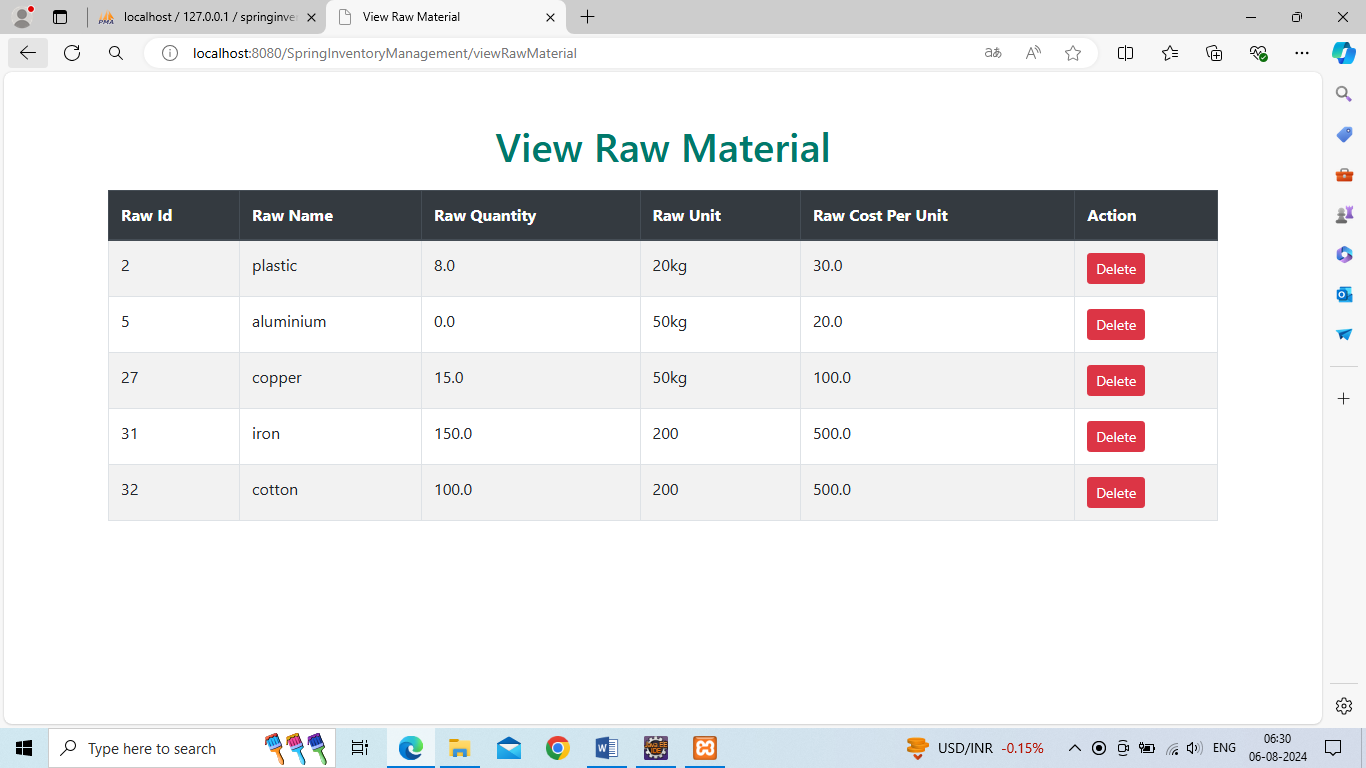 localhost / 127.0.0.1 / springinve
View Raw Material
localhost:8080/SpringInventoryManagement/viewRawMaterial
View Raw Material
Raw Id Raw Name Raw Quantity Raw Unit Raw Cost Per Unit Action
2 plastic 8.0 20kg 30.0 Delete
5 aluminium 0.0 50kg 20.0 Delete
27 copper 15.0 50kg 100.0 Delete
31 iron 150.0 200 500.0 Delete
32 cotton 100.0 200 500.0 Delete
Type here to search
USD/INR -0.15%
ENG
06:30
06-08-2024